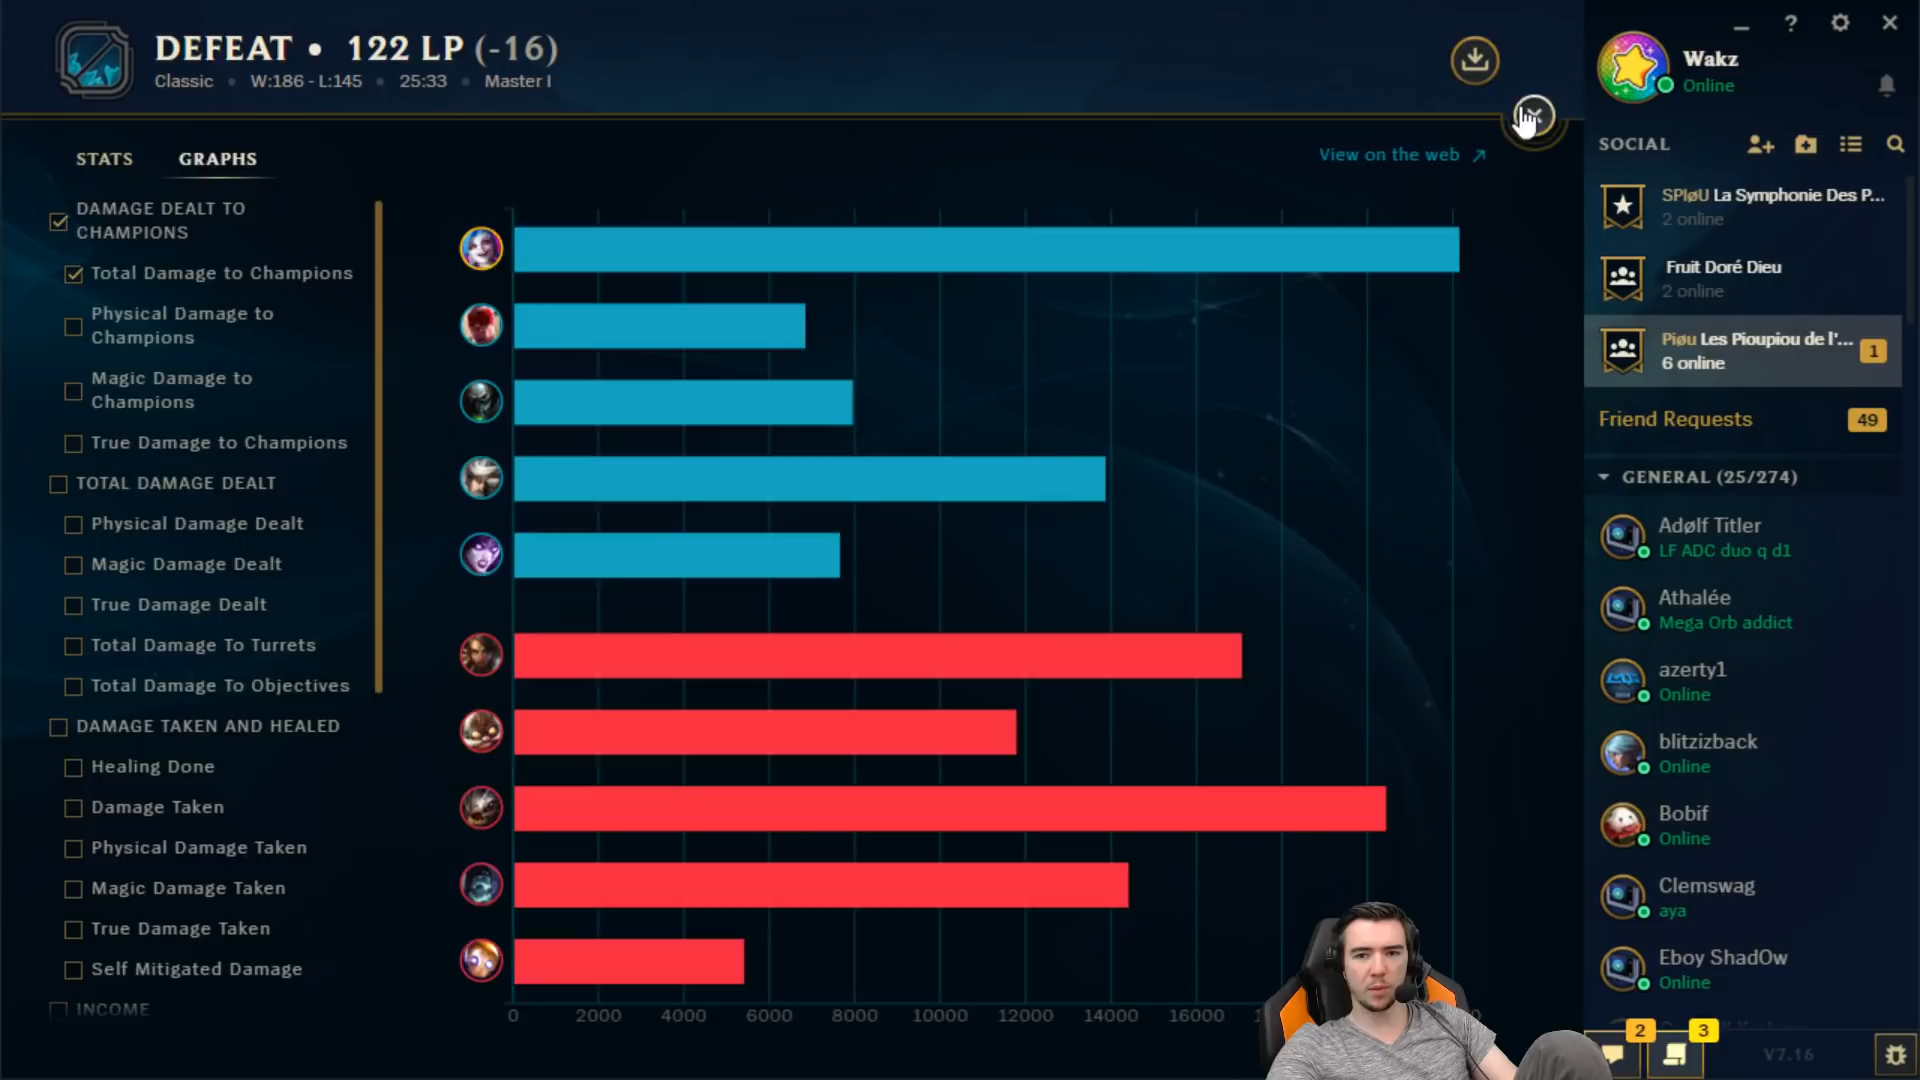 DEFEAT • 122 LP (-16)
Classic • W:186 - L:145 • 25:33 • Master I
STATS
GRAPHS
View on the web
DAMAGE DEALT TO
CHAMPIONS
Total Damage to Champions
Physical Damage to
Champions
Magic Damage to
Champions
True Damage to Champions
TOTAL DAMAGE DEALT
Physical Damage Dealt
Magic Damage Dealt
True Damage Dealt
Total Damage To Turrets
Total Damage To Objectives
DAMAGE TAKEN AND HEALED
Healing Done
Damage Taken
Physical Damage Taken
Magic Damage Taken
True Damage Taken
Self Mitigated Damage
INCOME
0 2000 4000 6000 8000 10000 12000 14000 16000
?
Wakz
Online
SOCIAL
SPløU La Symphonie Des P...
2 online
Fruit Doré Dieu
2 online
Piøu Les Pioupiou de l'...
6 online
1
Friend Requests
49
GENERAL (25/274)
Adølf Titler
LF ADC duo q d1
Athalée
Mega Orb addict
azerty1
Online
blitzizback
Online
Bobif
Online
Clemswag
aya
Eboy ShadOw
Online
2
3
V7.16